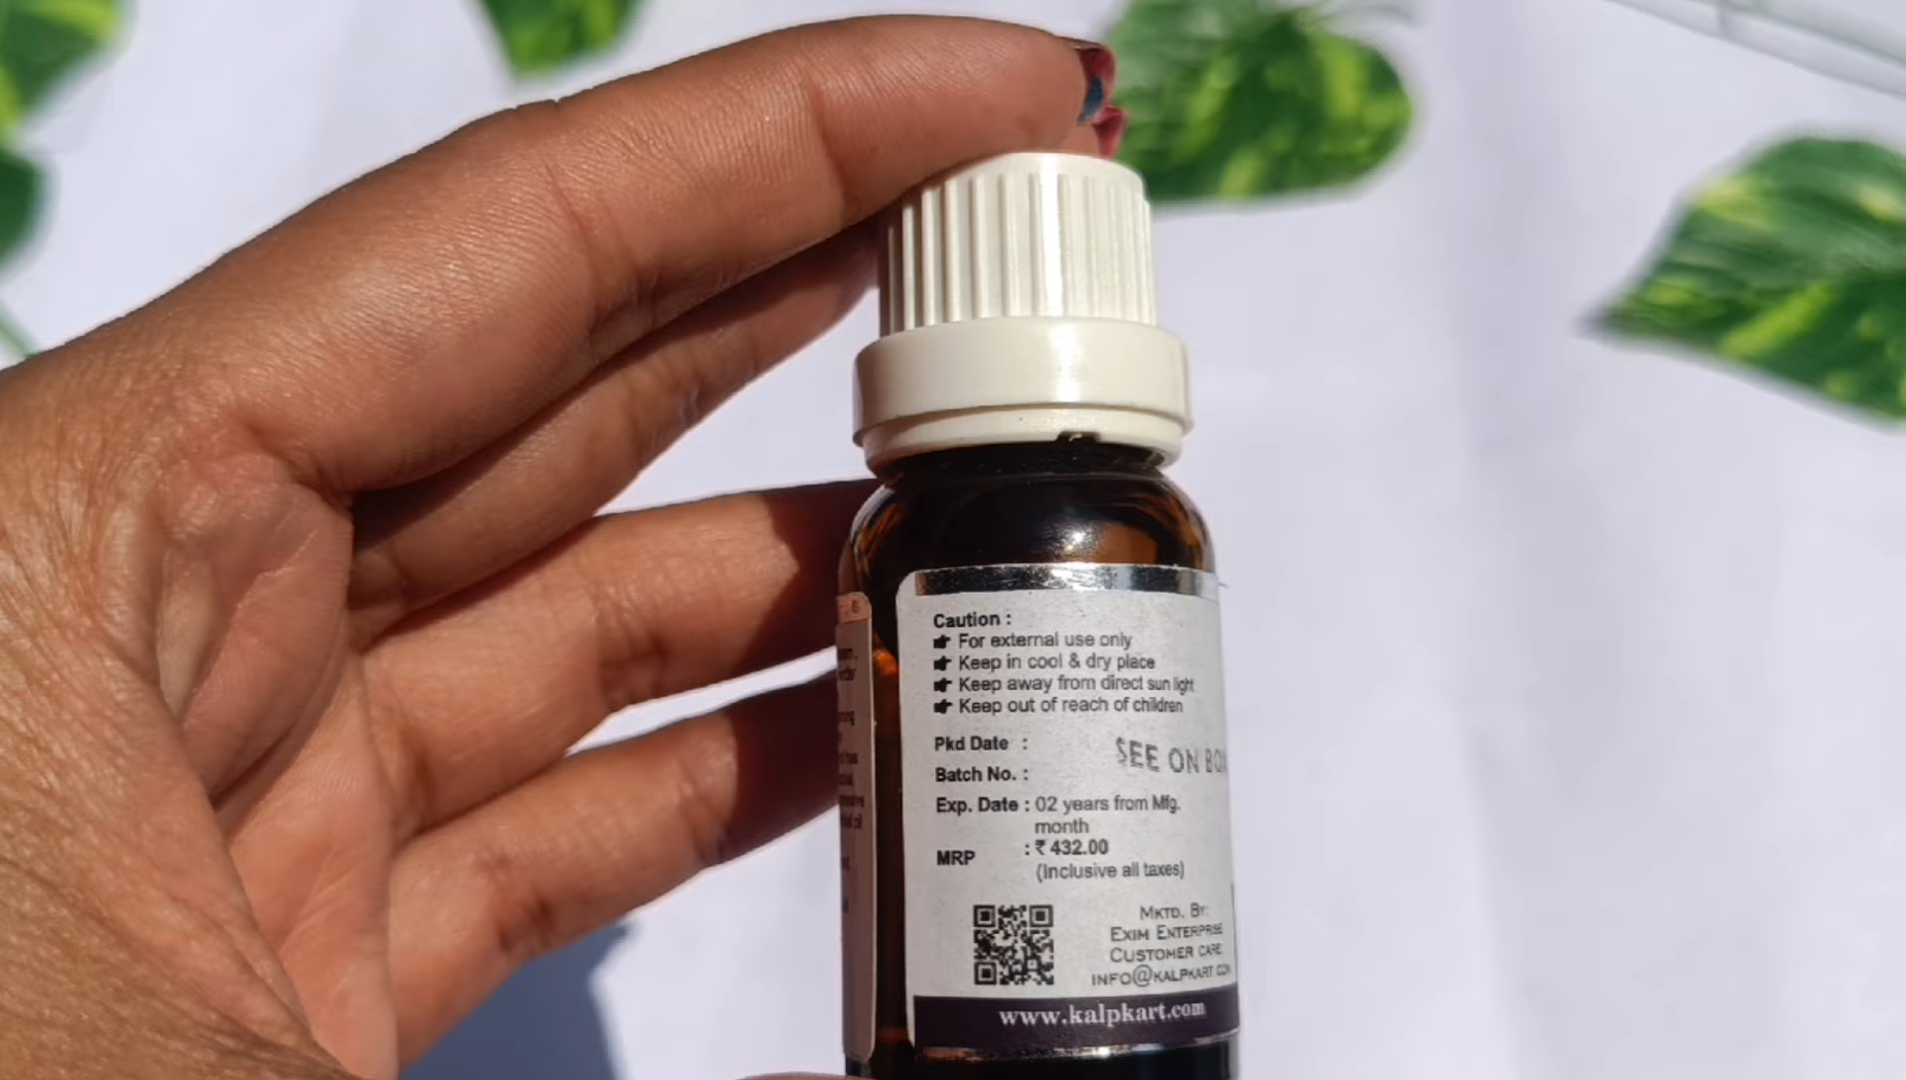 Caution :
For external use only
Keep in cool & dry place
Keep away from direct sun light
Keep out of reach of children
Pkd Date :
SEE ON BOX
Batch No. :
Exp. Date : 02 years from Mfg.
month
MRP : ₹ 432.00
(Inclusive all taxes)
MKTD. BY:
EXIM ENTERPRISE
CUSTOMER CARE
INFO@KALPKART.COM
www.kalpkart.com